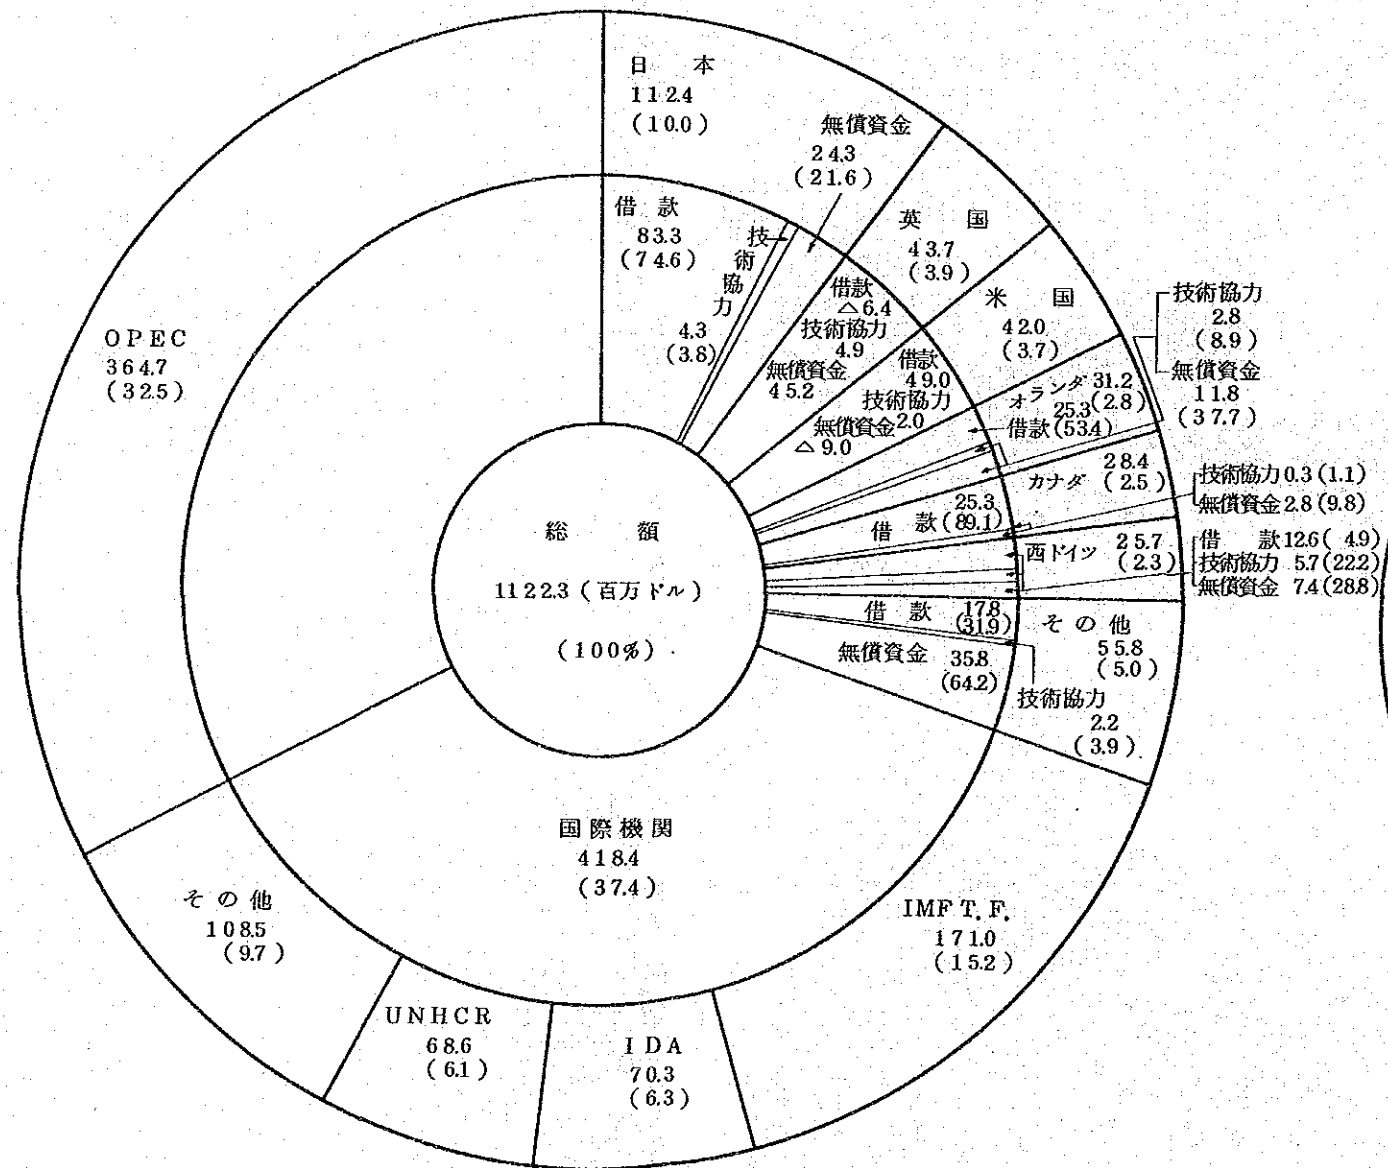 総額
1122.3(百万ドル)
(100%)
日本
112.4
(10.0)
借款
83.3
(74.6)
技術協力
4.3
(3.8)
無償資金
24.3
(21.6)
英国
43.7
(3.9)
借款
△6.4
技術協力
4.9
無償資金
45.2
米国
42.0
(3.7)
借款
49.0
技術協力
2.0
無償資金
△9.0
オランダ 31.2
(2.8)
25.3
借款(53.4)
技術協力
2.8
(8.9)
無償資金
11.8
(37.7)
カナダ 28.4
(2.5)
25.3
借款(89.1)
技術協力0.3(1.1)
無償資金2.8(9.8)
西ドイツ 25.7
(2.3)
借款12.6(4.9)
技術協力 5.7(22.2)
無償資金 7.4(28.8)
その他
55.8
(5.0)
借款 17.8
(31.9)
無償資金 35.8
(64.2)
技術協力
2.2
(3.9)
国際機関
418.4
(37.4)
IMF T.F.
171.0
(15.2)
IDA
70.3
(6.3)
UNHCR
68.6
(6.1)
その他
108.5
(9.7)
OPEC
364.7
(32.5)